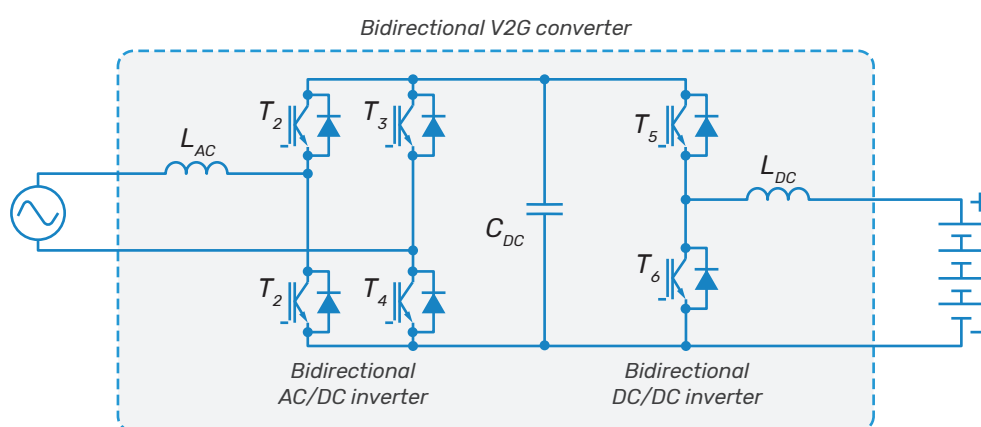 Bidirectional V2G converter
T2
T3
T5
LAC
LDC
+
CDC
T2
T4
T6
−
Bidirectional
AC/DC inverter
Bidirectional
DC/DC inverter